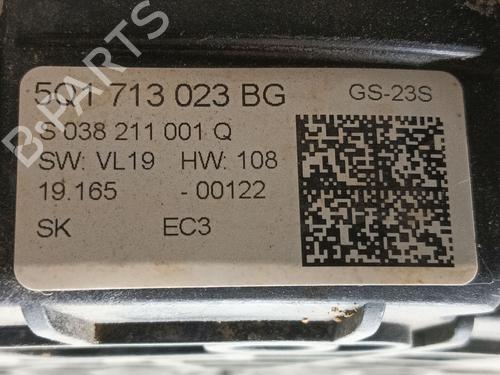 5Q1 713 023 BG
GS-23S
S 038 211 001 Q
SW: VL19 HW: 108
19.165 - 00122
SK EC3
B-PARTS